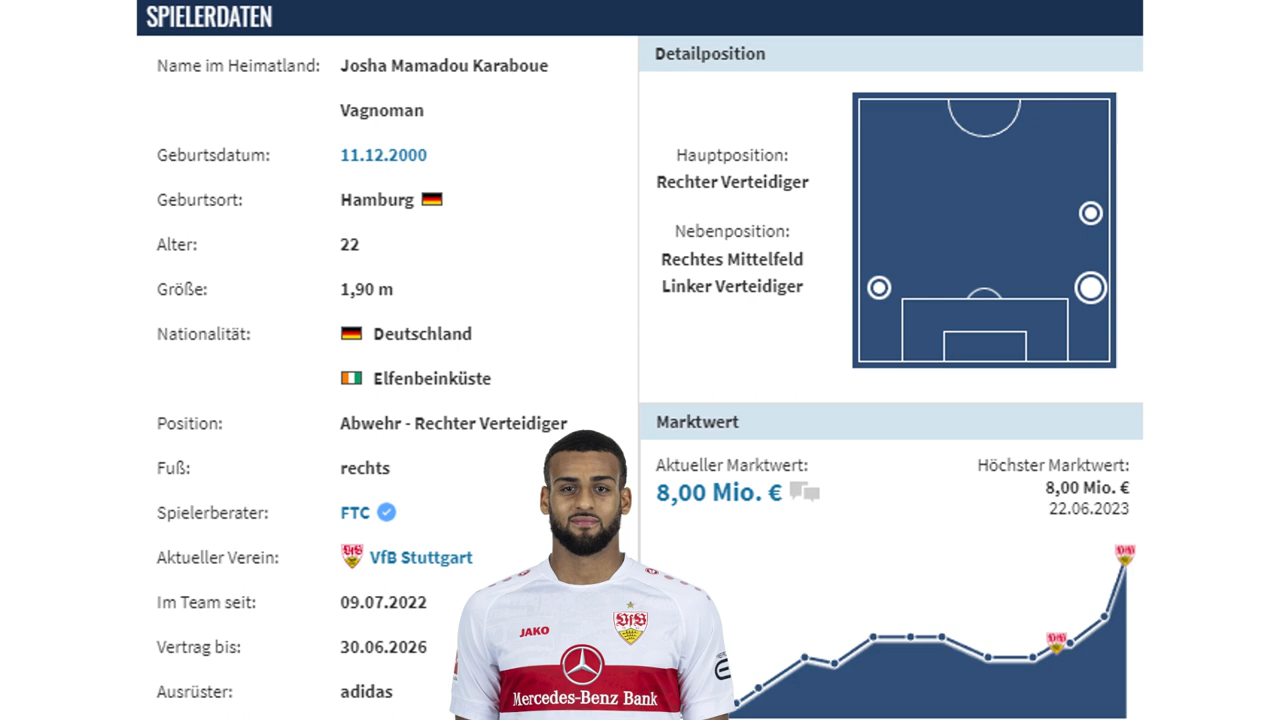 SPIELERDATEN
Name im Heimatland: Josha Mamadou Karaboue
Vagnoman
Geburtsdatum: 11.12.2000
Geburtsort: Hamburg
Alter: 22
Größe: 1,90 m
Nationalität: Deutschland
Elfenbeinküste
Position: Abwehr - Rechter Verteidiger
Fuß: rechts
Spielerberater: FTC
Aktueller Verein: VfB Stuttgart
Im Team seit: 09.07.2022
Vertrag bis: 30.06.2026
Ausrüster: adidas
Detailposition
Hauptposition:
Rechter Verteidiger
Nebenposition:
Rechtes Mittelfeld
Linker Verteidiger
Marktwert
Aktueller Marktwert:
8,00 Mio. €
Höchster Marktwert:
8,00 Mio. €
22.06.2023
JAKO
VfB
Mercedes-Benz Bank